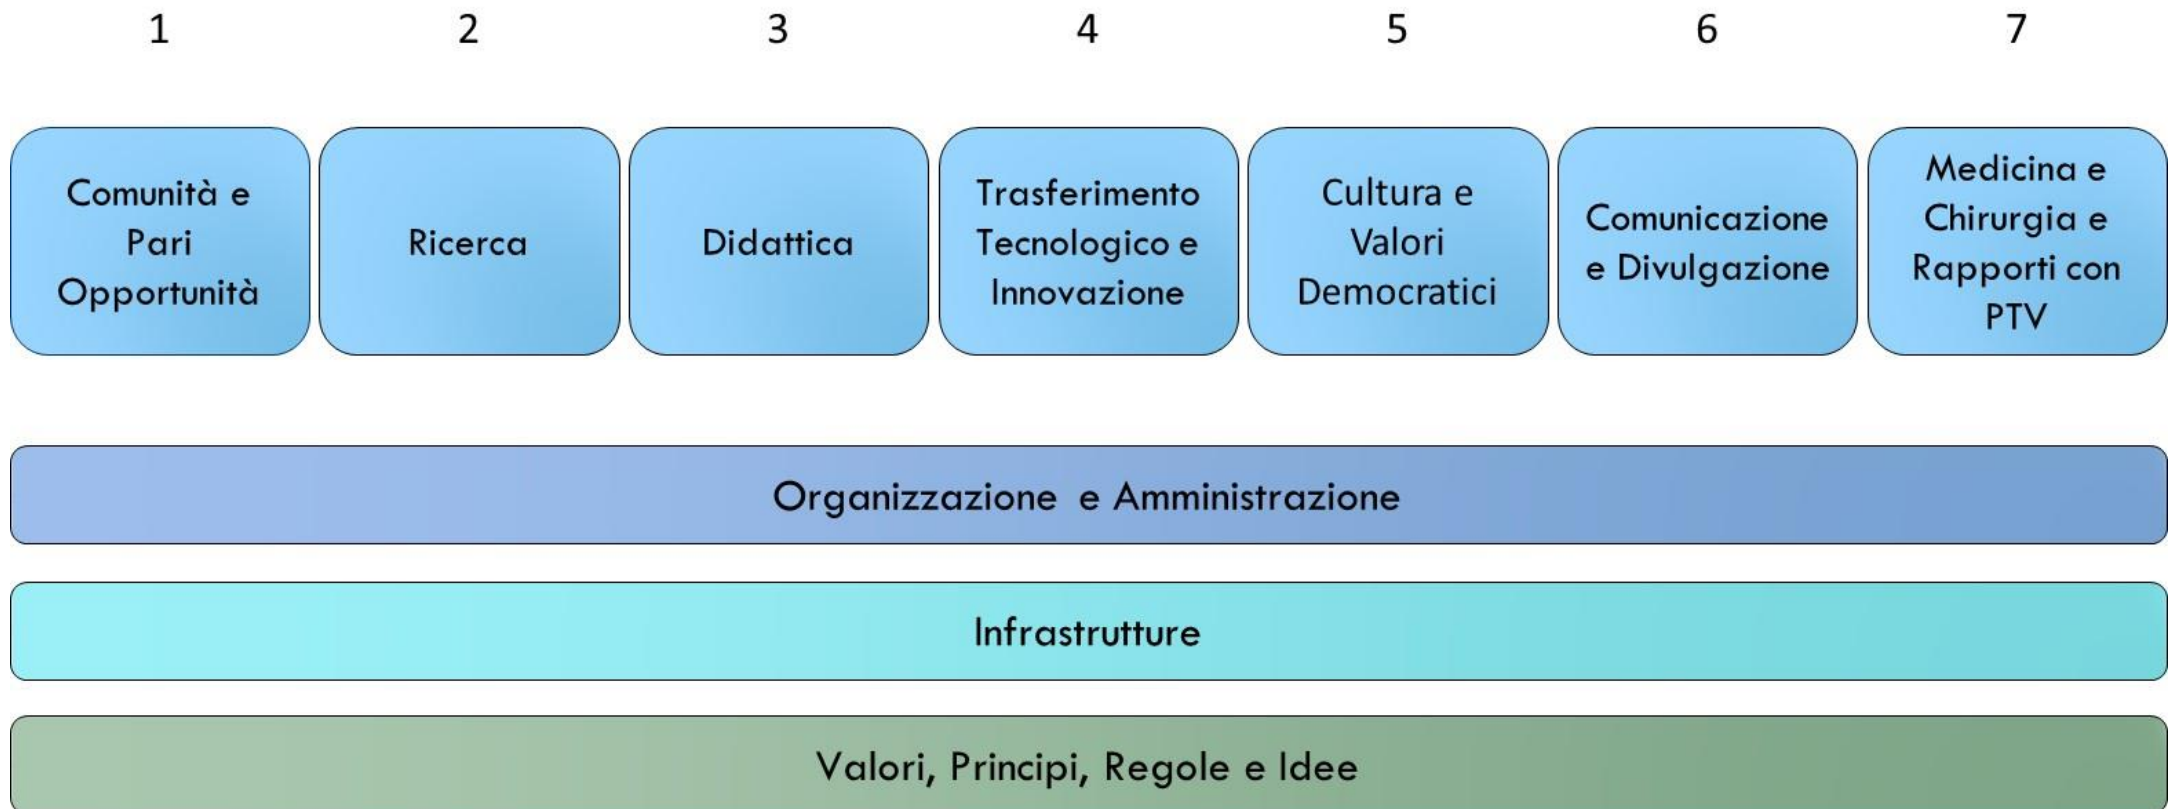 1
2
3
4
5
6
7
Comunità e
Pari
Opportunità
Ricerca
Didattica
Trasferimento
Tecnologico e
Innovazione
Cultura e
Valori
Democratici
Comunicazione
e Divulgazione
Medicina e
Chirurgia e
Rapporti con
PTV
Organizzazione e Amministrazione
Infrastrutture
Valori, Principi, Regole e Idee